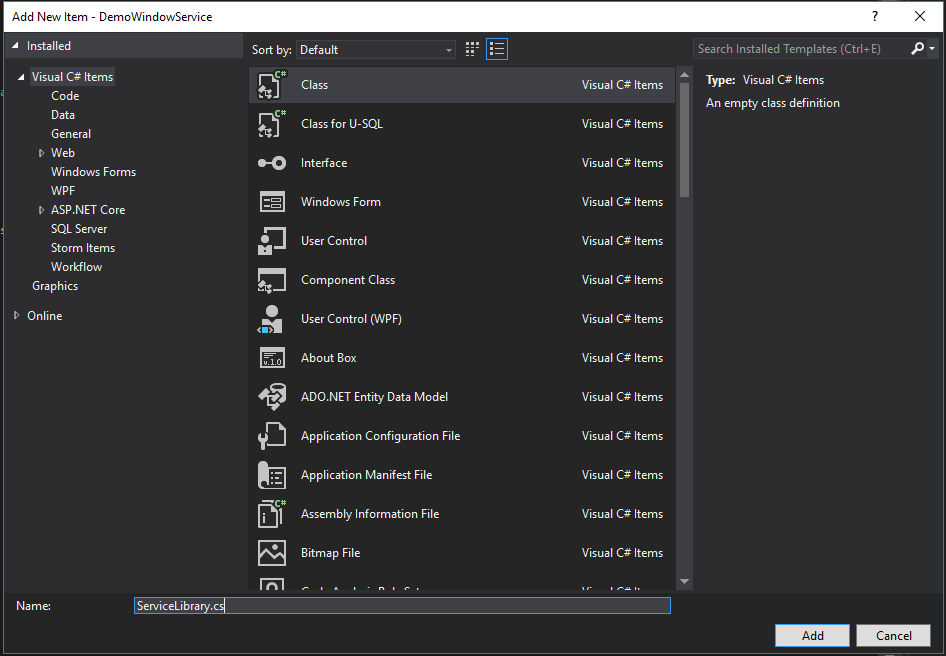 Add New Item - DemoWindowService
?
Installed
Sort by: Default
Search Installed Templates (Ctrl+E)
Visual C# Items
Code
Data
General
Web
Windows Forms
WPF
ASP.NET Core
SQL Server
Storm Items
Workflow
Graphics
Online
C# Class Visual C# Items
C# Class for U-SQL Visual C# Items
Interface Visual C# Items
Windows Form Visual C# Items
User Control Visual C# Items
Component Class Visual C# Items
User Control (WPF) Visual C# Items
About Box Visual C# Items
v.1.0
ADO.NET Entity Data Model Visual C# Items
Application Configuration File Visual C# Items
Application Manifest File Visual C# Items
C# Assembly Information File Visual C# Items
Bitmap File Visual C# Items
Type: Visual C# Items
An empty class definition
Name: ServiceLibrary.cs
Add Cancel